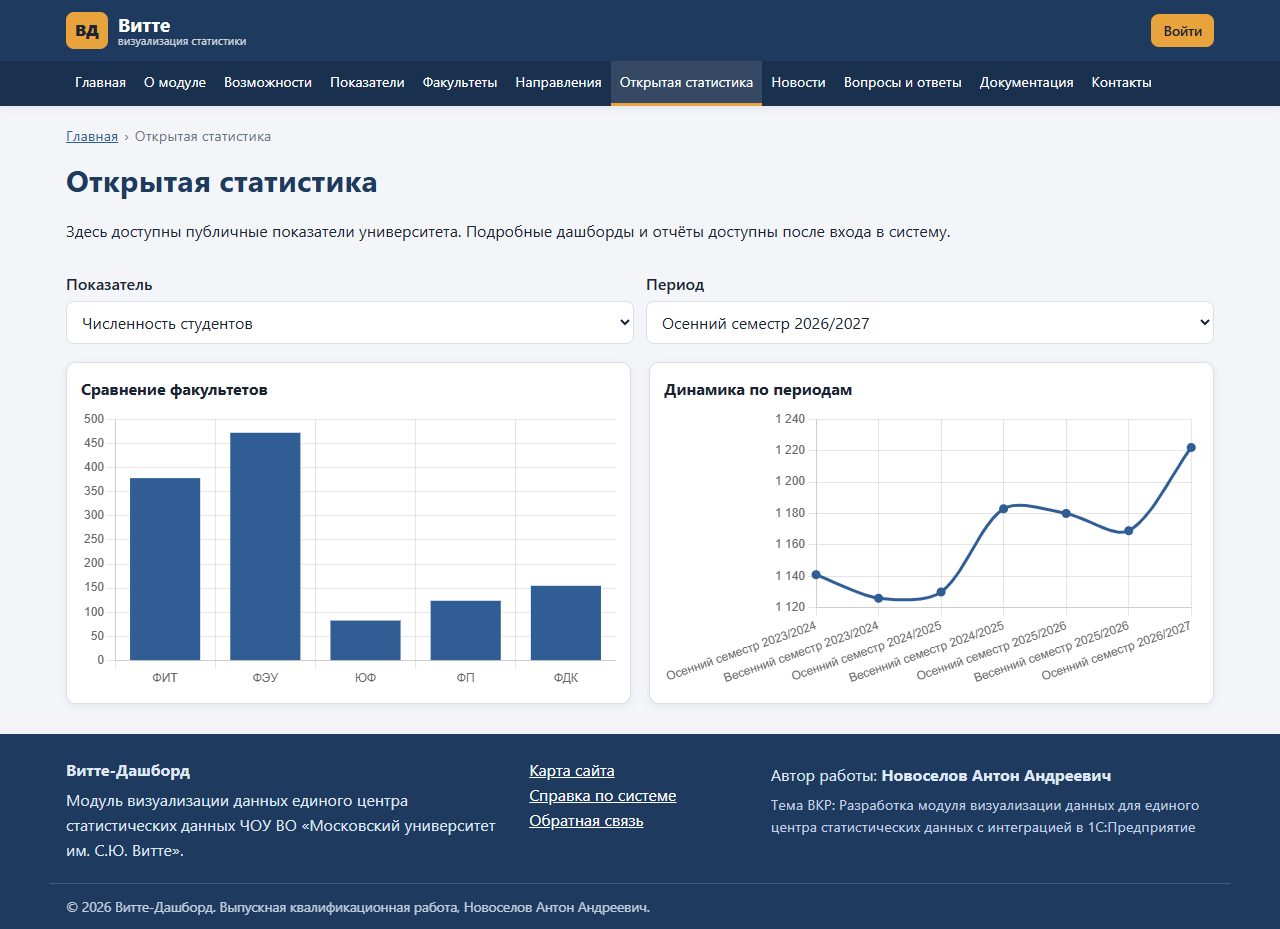 ВД
Витте
визуализация статистики
Войти
Главная О модуле Возможности Показатели Факультеты Направления Открытая статистика Новости Вопросы и ответы Документация Контакты
Главная › Открытая статистика
Открытая статистика
Здесь доступны публичные показатели университета. Подробные дашборды и отчёты доступны после входа в систему.
Показатель
Численность студентов
Период
Осенний семестр 2026/2027
Сравнение факультетов
500
450
400
350
300
250
200
150
100
50
0
ФИТ ФЭУ ЮФ ФП ФДК
Динамика по периодам
1 240
1 220
1 200
1 180
1 160
1 140
1 120
Осенний семестр 2023/2024
Весенний семестр 2023/2024
Осенний семестр 2024/2025
Весенний семестр 2024/2025
Осенний семестр 2025/2026
Весенний семестр 2025/2026
Осенний семестр 2026/2027
Витте-Дашборд
Модуль визуализации данных единого центра
статистических данных ЧОУ ВО «Московский университет
им. С.Ю. Витте».
Карта сайта
Справка по системе
Обратная связь
Автор работы: Новоселов Антон Андреевич
Тема ВКР: Разработка модуля визуализации данных для единого
центра статистических данных с интеграцией в 1С:Предприятие
© 2026 Витте-Дашборд. Выпускная квалификационная работа, Новоселов Антон Андреевич.